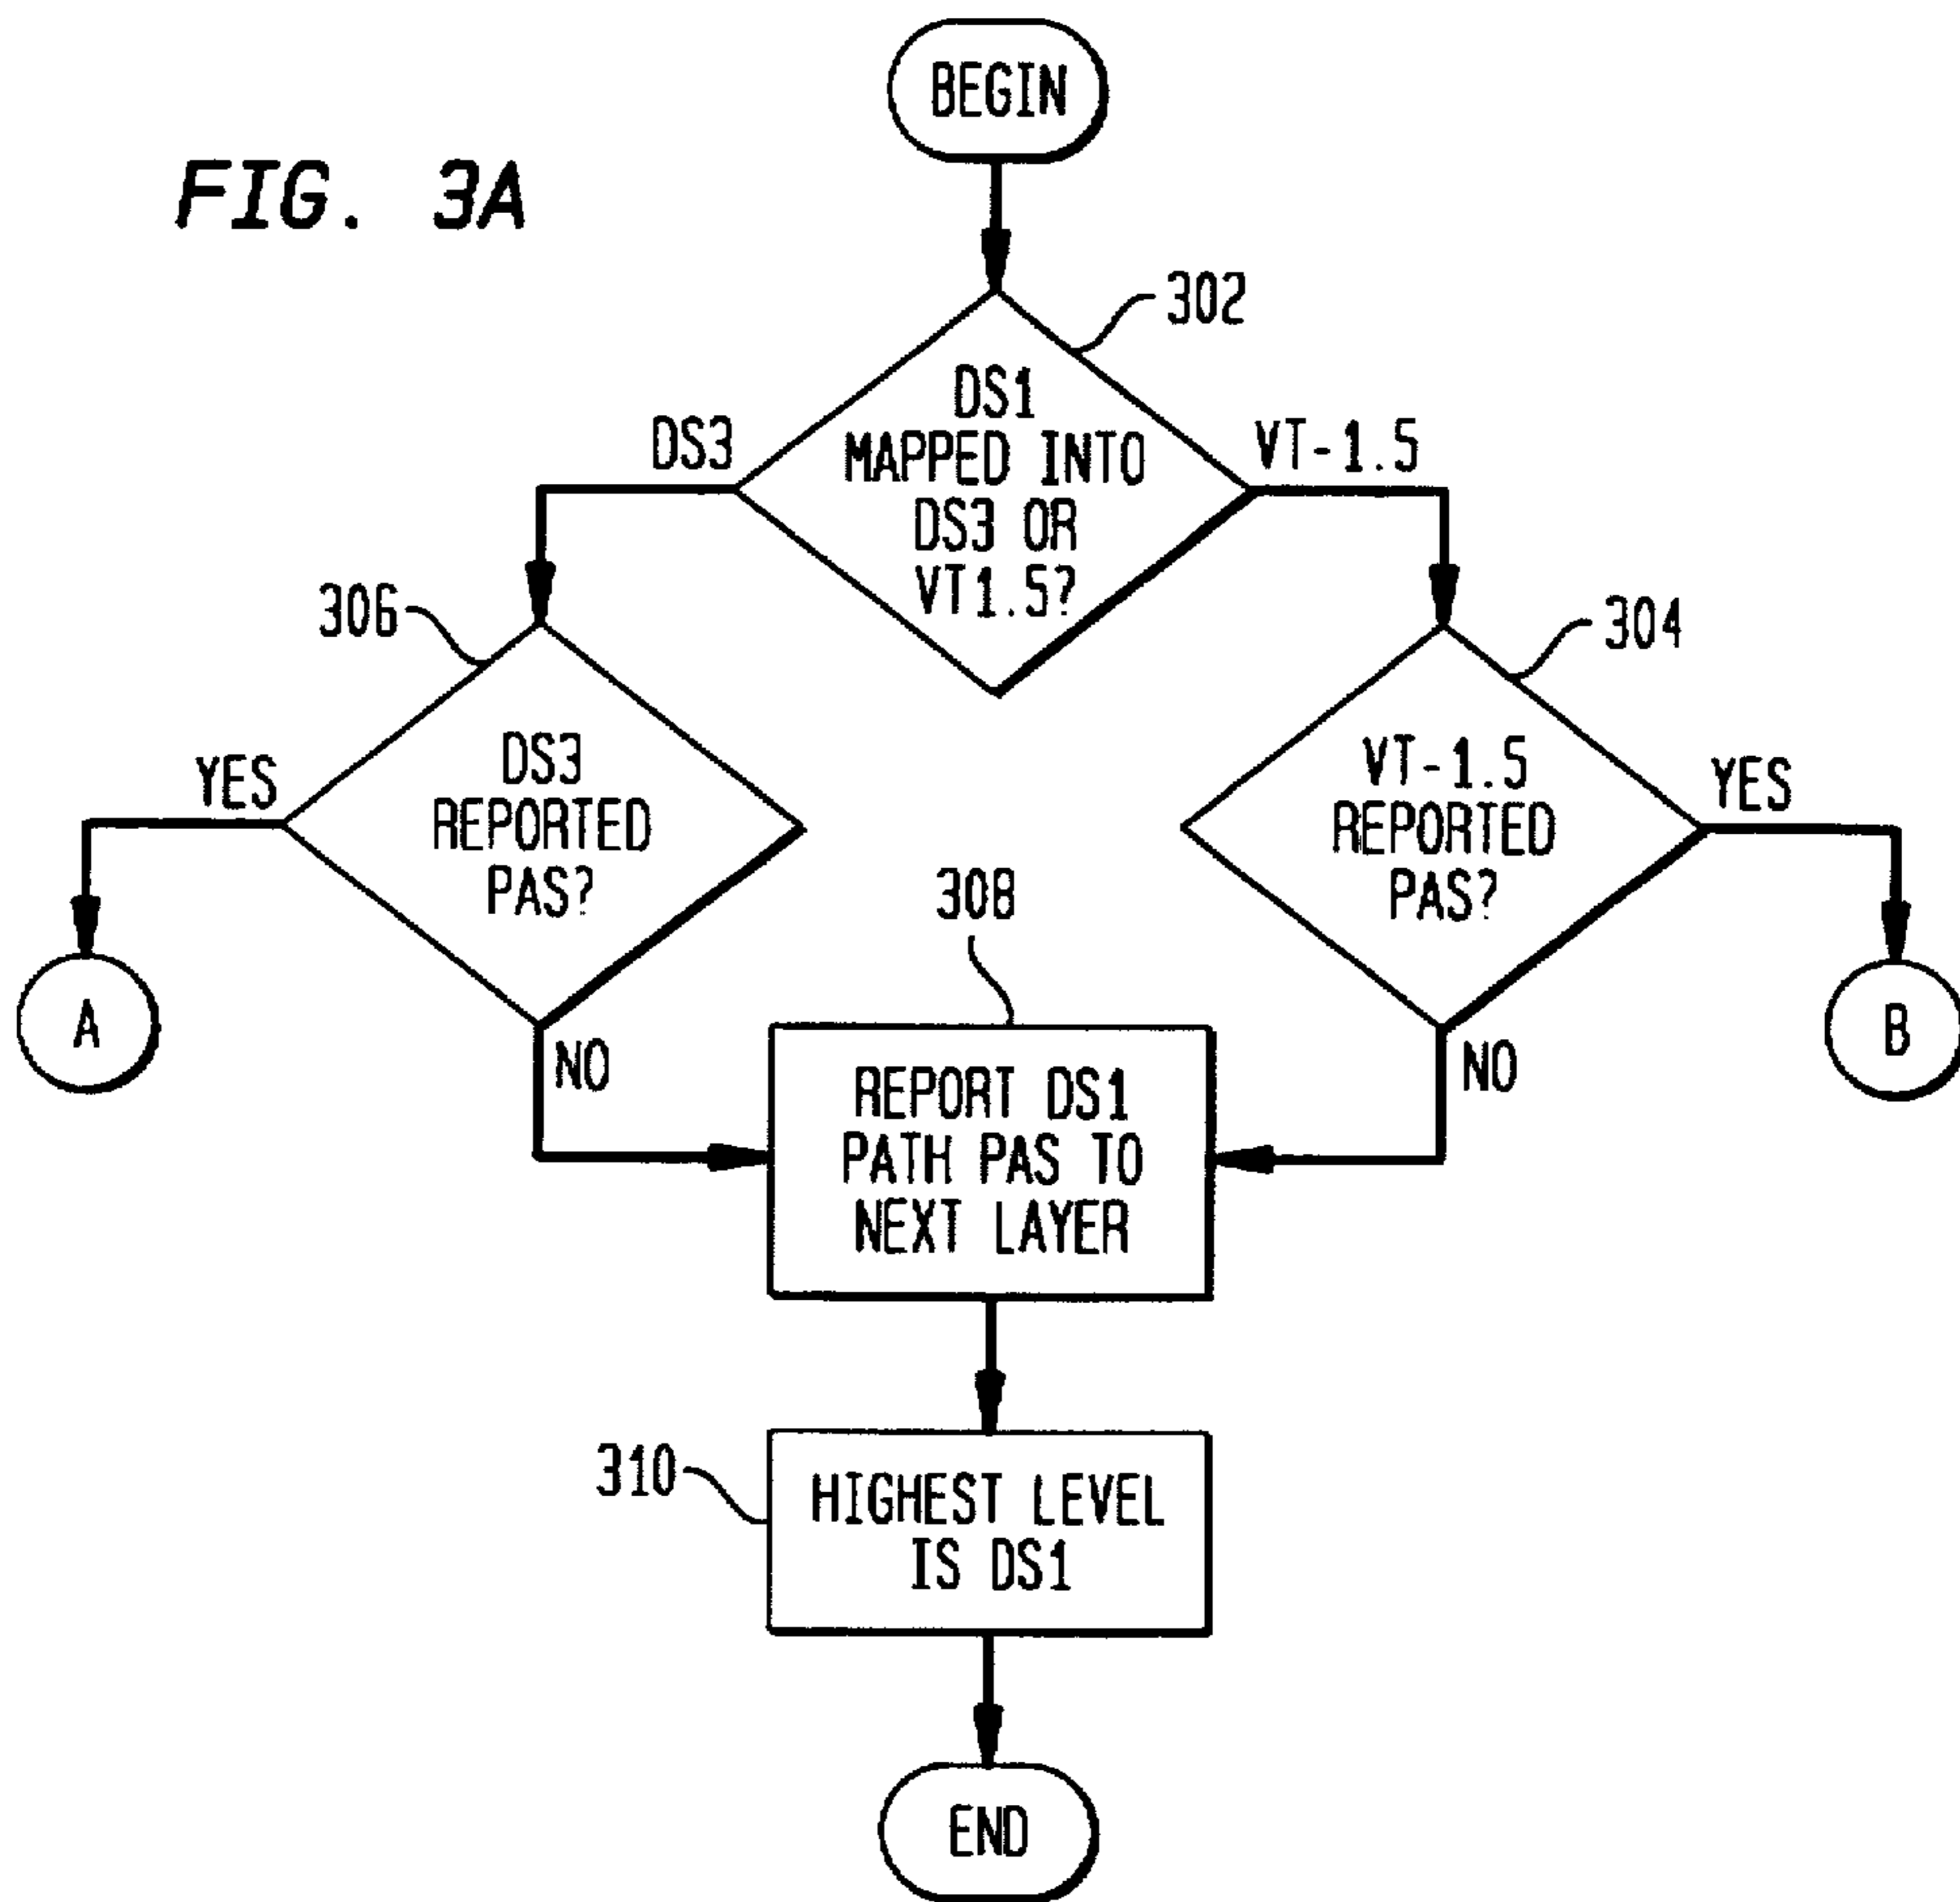 BEGIN
FIG. 3A
302
DS1
MAPPED INTO
DS3 OR
VT1.5?
DS3
VT-1.5
306
304
DS3
REPORTED
PAS?
YES
VT-1.5
REPORTED
PAS?
YES
308
A
B
NO
NO
REPORT DS1
PATH PAS TO
NEXT LAYER
310
HIGHEST LEVEL
IS DS1
END